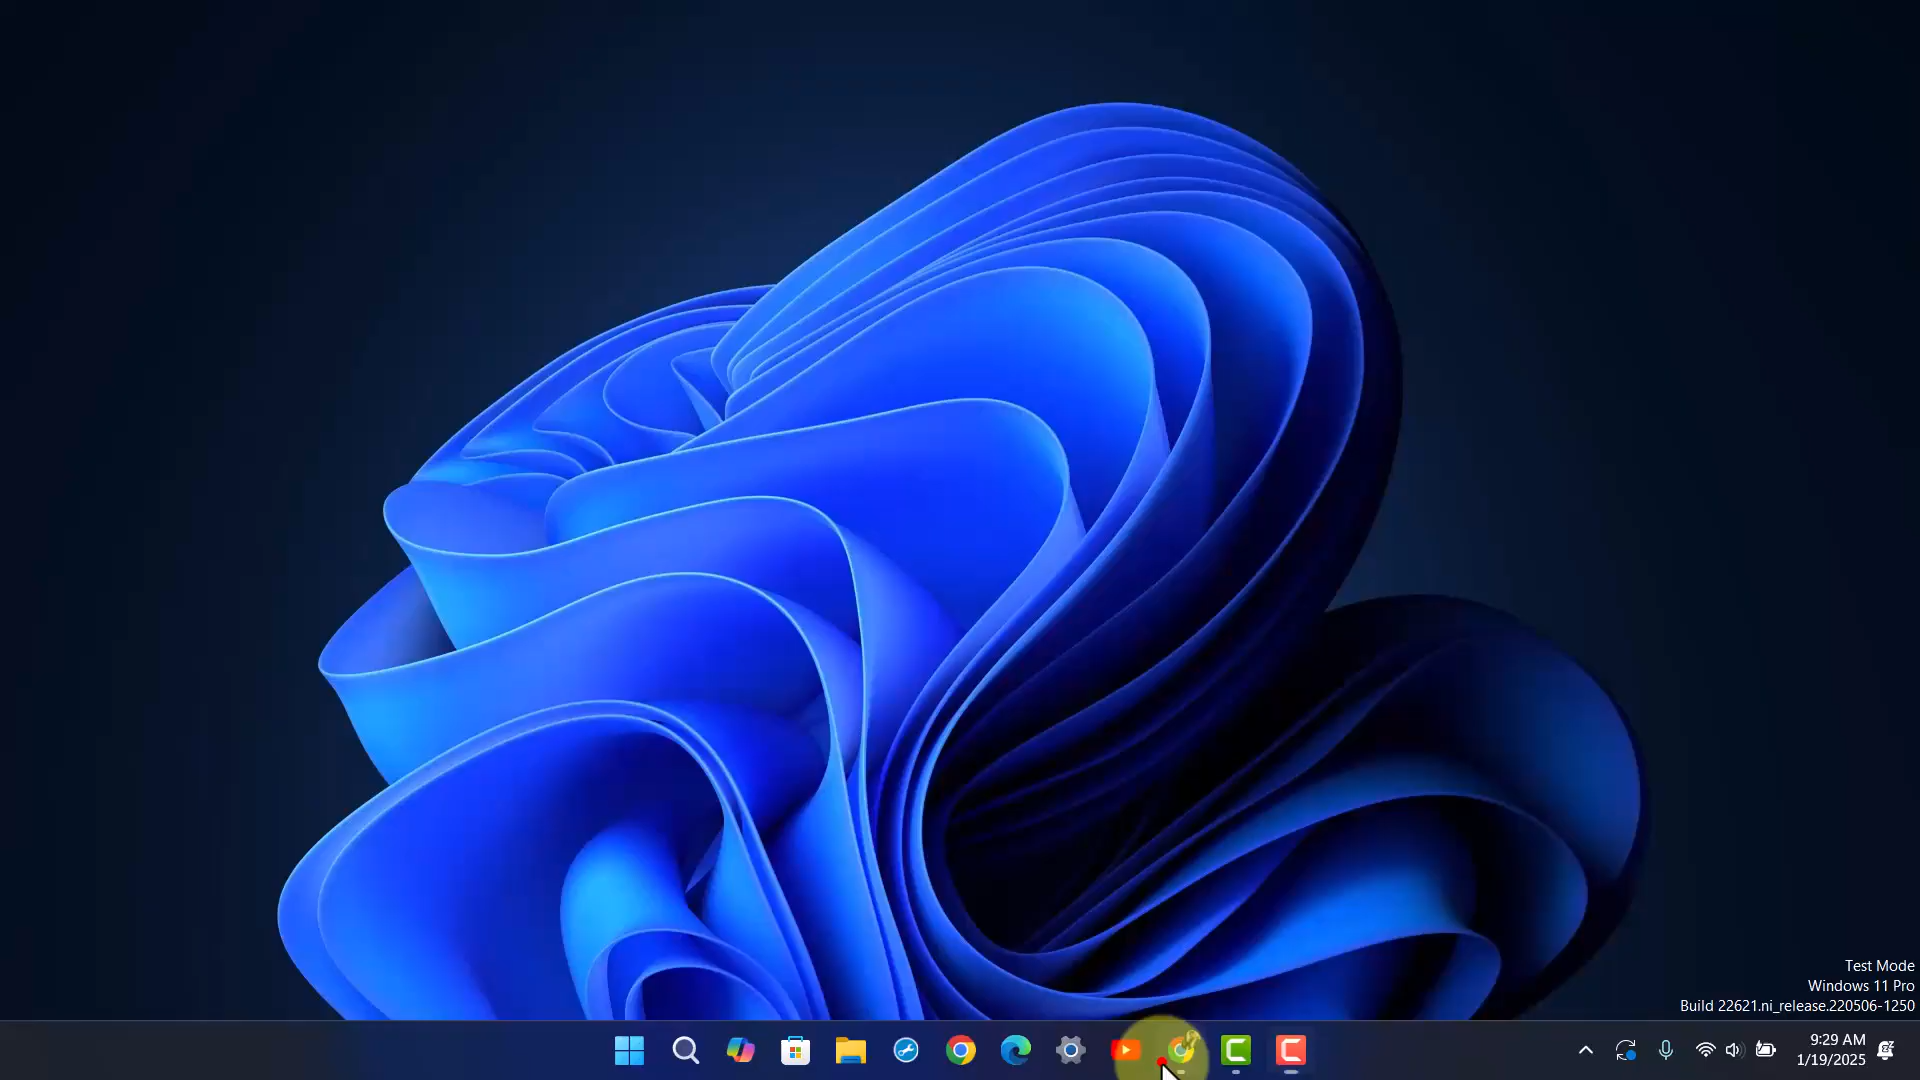 Test Mode
Windows 11 Pro
Build 22621.ni_release.220506-1250
9:29 AM
1/19/2025